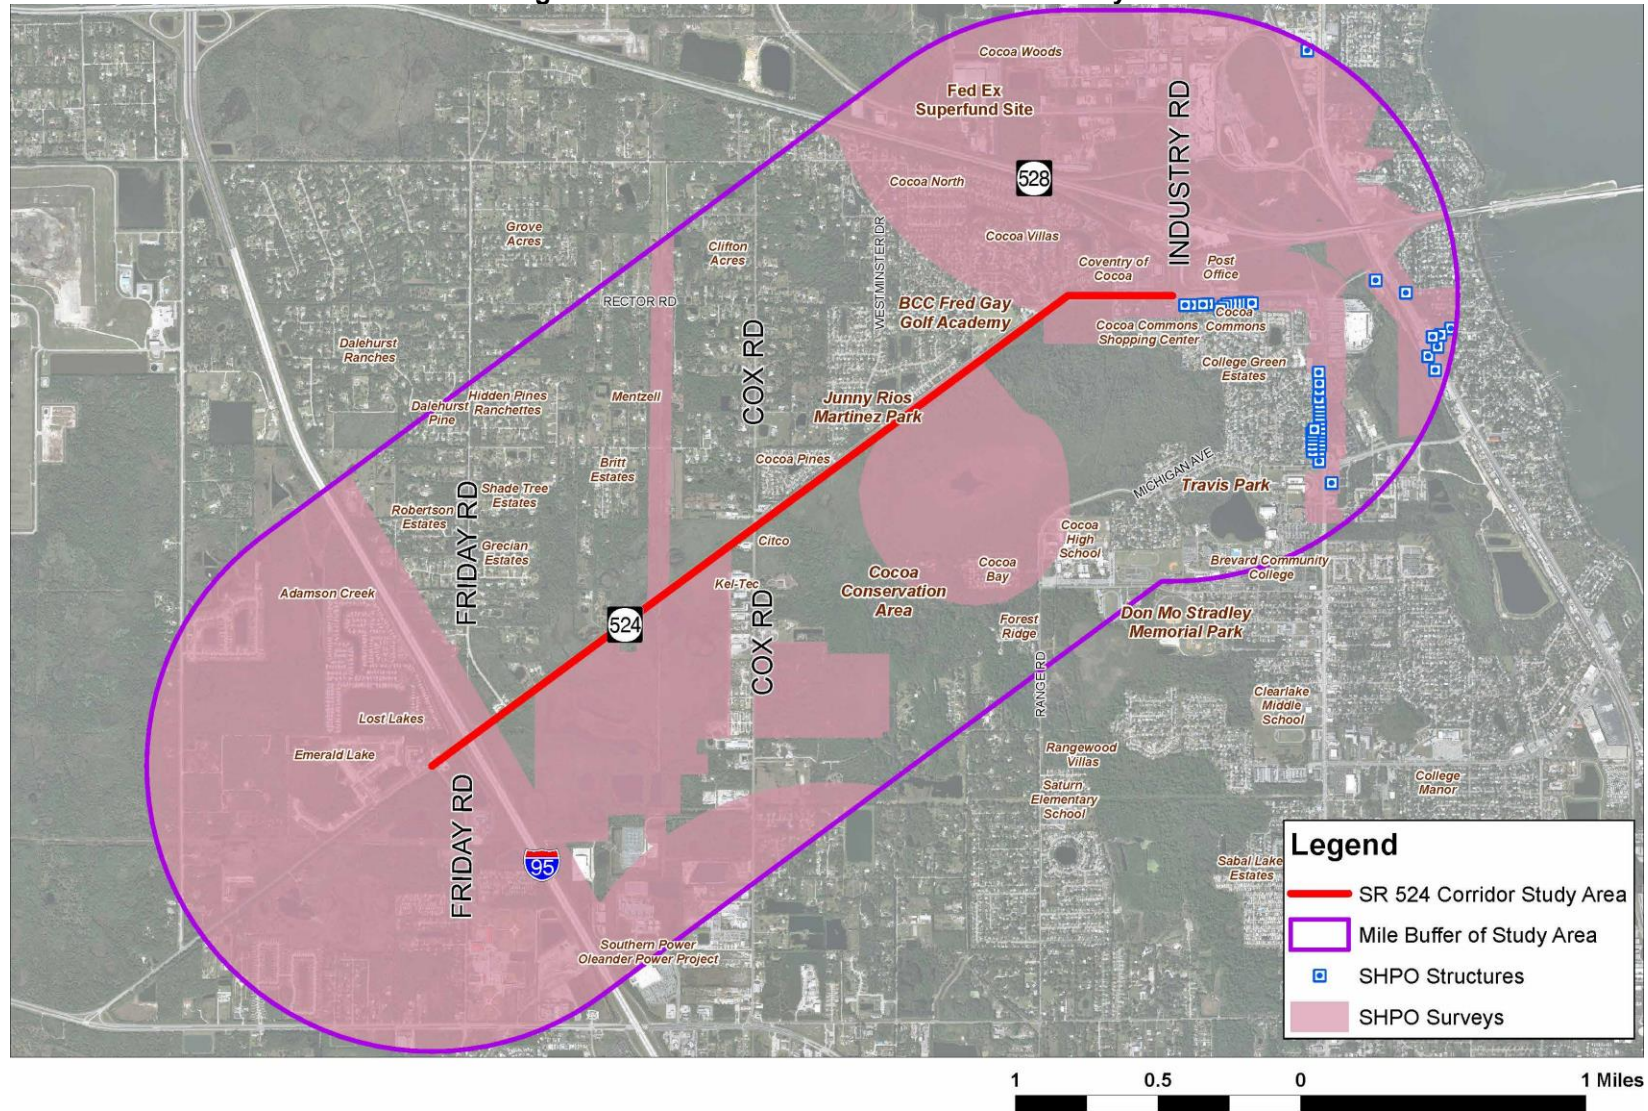 Cocoa Woods
Fed Ex
Superfund Site
INDUSTRY RD
528
Cocoa North
WESTMINSTER DR
Cocoa Villas
Grove
Acres
Clifton
Acres
Coventry of
Cocoa
Post
Office
RECTOR RD
BCC Fred Gay
Golf Academy
Cocoa
Commons
Cocoa Commons
Shopping Center
COX RD
Dalehurst
Ranches
College Green
Estates
Hidden Pines
Ranchettes
Dalehurst
Pine
Mentzell
Junny Rios
Martinez Park
Cocoa Pines
Britt
Estates
MICHIGAN AVE
Travis Park
Shade Tree
Estates
Robertson
Estates
FRIDAY RD
Grecian
Estates
Citco
Cocoa
High
School
Brevard Community
College
Cocoa
Bay
Kel-Tec
Cocoa
Conservation
Area
Adamson Creek
COX RD
524
Forest
Ridge
Don Mo Stradley
Memorial Park
RANGE RD
Lost Lakes
Emerald Lake
Clearlake
Middle
School
Rangewood
Villas
Saturn
Elementary
School
College
Manor
FRIDAY RD
95
Sabal Lake
Estates
Southern Power
Oleander Power Project
Legend
SR 524 Corridor Study Area
Mile Buffer of Study Area
SHPO Structures
SHPO Surveys
1 0.5 0 1 Miles